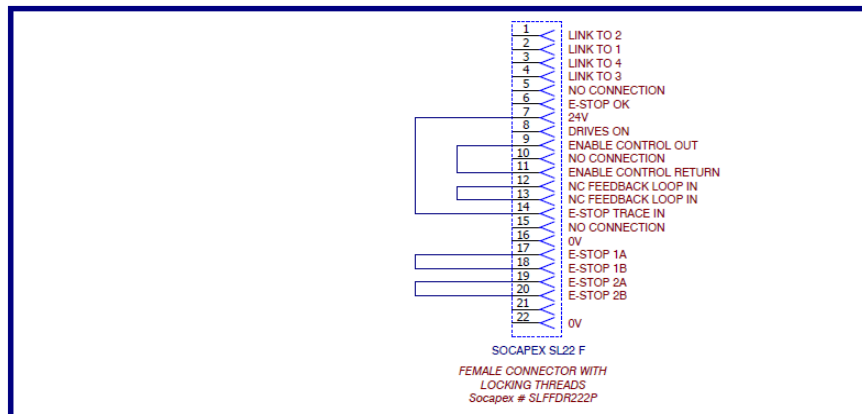 1 LINK TO 2
2 LINK TO 1
3 LINK TO 4
4 LINK TO 3
5 NO CONNECTION
6 E-STOP OK
7 24V
8 DRIVES ON
9 ENABLE CONTROL OUT
10 NO CONNECTION
11 ENABLE CONTROL RETURN
12 NC FEEDBACK LOOP IN
13 NC FEEDBACK LOOP IN
14 E-STOP TRACE IN
15 NO CONNECTION
16 0V
17 E-STOP 1A
18 E-STOP 1B
19 E-STOP 2A
20 E-STOP 2B
21
22 0V
SOCAPEX SL22 F
FEMALE CONNECTOR WITH
LOCKING THREADS
Socapex # SLFFDR222P